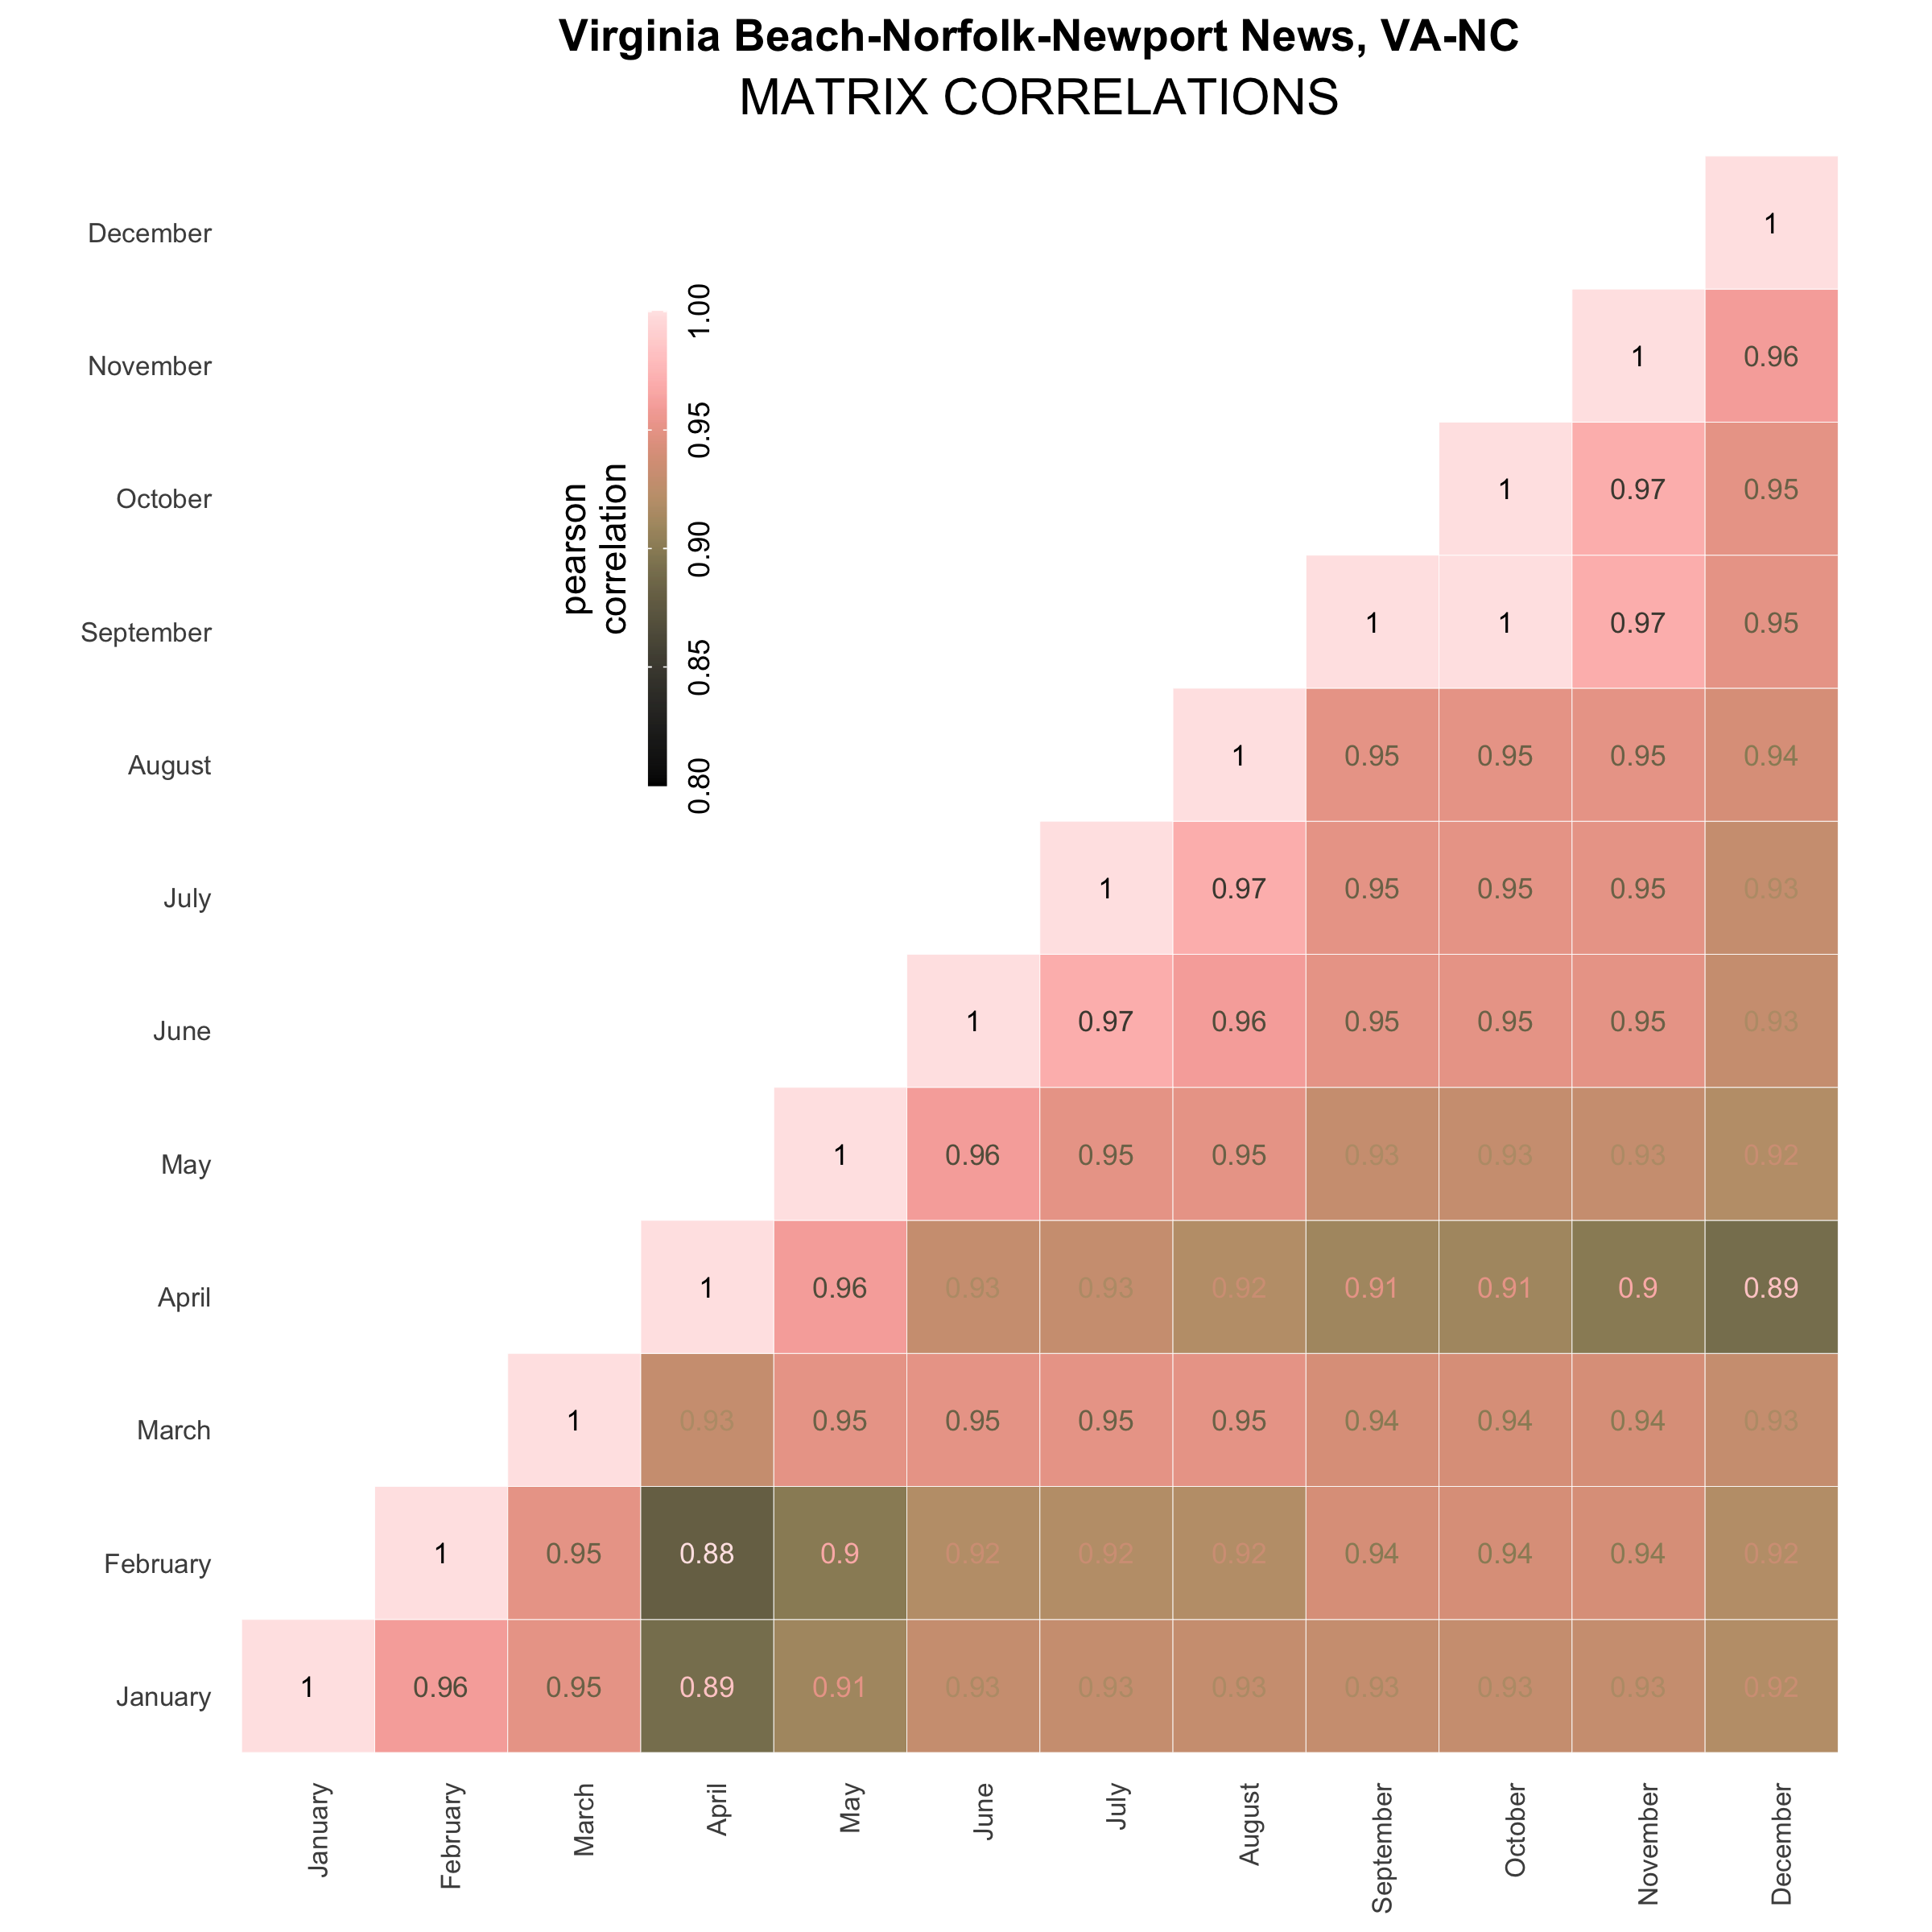 Virginia Beach-Norfolk-Newport News, VA-NC
MATRIX CORRELATIONS
pearson
correlation
1.00
0.95
0.90
0.85
0.80
December 1
November 1 0.96
October 1 0.97 0.95
September 1 1 0.97 0.95
August 1 0.95 0.95 0.95 0.94
July 1 0.97 0.95 0.95 0.95 0.93
June 1 0.97 0.96 0.95 0.95 0.95 0.93
May 1 0.96 0.95 0.95 0.93 0.93 0.93 0.92
April 1 0.96 0.93 0.93 0.92 0.91 0.91 0.9 0.89
March 1 0.93 0.95 0.95 0.95 0.95 0.94 0.94 0.94 0.93
February 1 0.95 0.88 0.9 0.92 0.92 0.92 0.94 0.94 0.94 0.92
January 1 0.96 0.95 0.89 0.91 0.93 0.93 0.93 0.93 0.93 0.93 0.92
January February March April May June July August September October November December